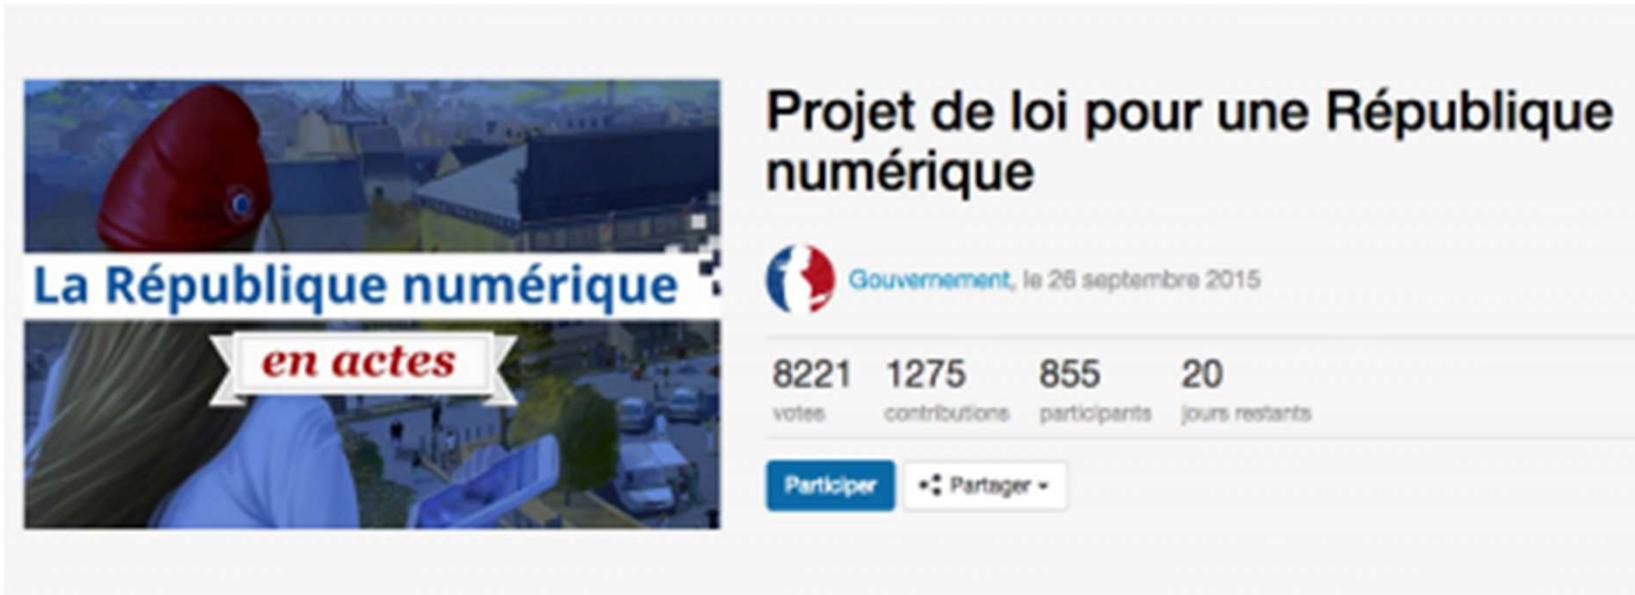 La République numérique
en actes
Projet de loi pour une République
numérique
Gouvernement, le 26 septembre 2015
8221 1275 855 20
votes contributions participants jours restants
Participer Partager